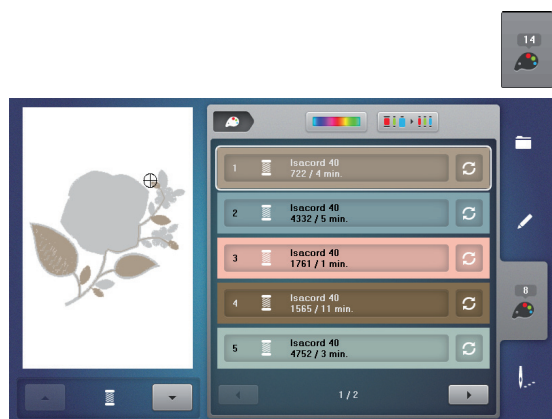 14
1
Isacord 40
722 / 4 min.
2
Isacord 40
4332 / 5 min.
3
Isacord 40
1761 / 1 min.
4
Isacord 40
1565 / 11 min.
5
Isacord 40
4752 / 3 min.
8
1 / 2